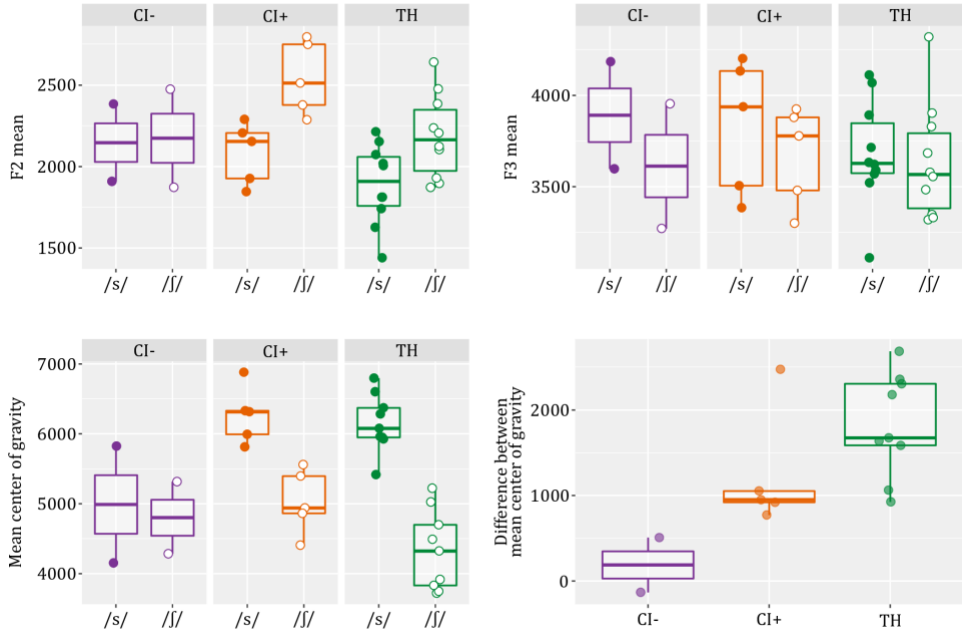 CI- CI+ TH
F2 mean
2500
2000
1500
/s/ /ʃ/ /s/ /ʃ/ /s/ /ʃ/
CI- CI+ TH
F3 mean
4000
3500
/s/ /ʃ/ /s/ /ʃ/ /s/ /ʃ/
CI- CI+ TH
Mean center of gravity
7000
6000
5000
4000
/s/ /ʃ/ /s/ /ʃ/ /s/ /ʃ/
Difference between
mean center of gravity
2000
1000
0
CI- CI+ TH